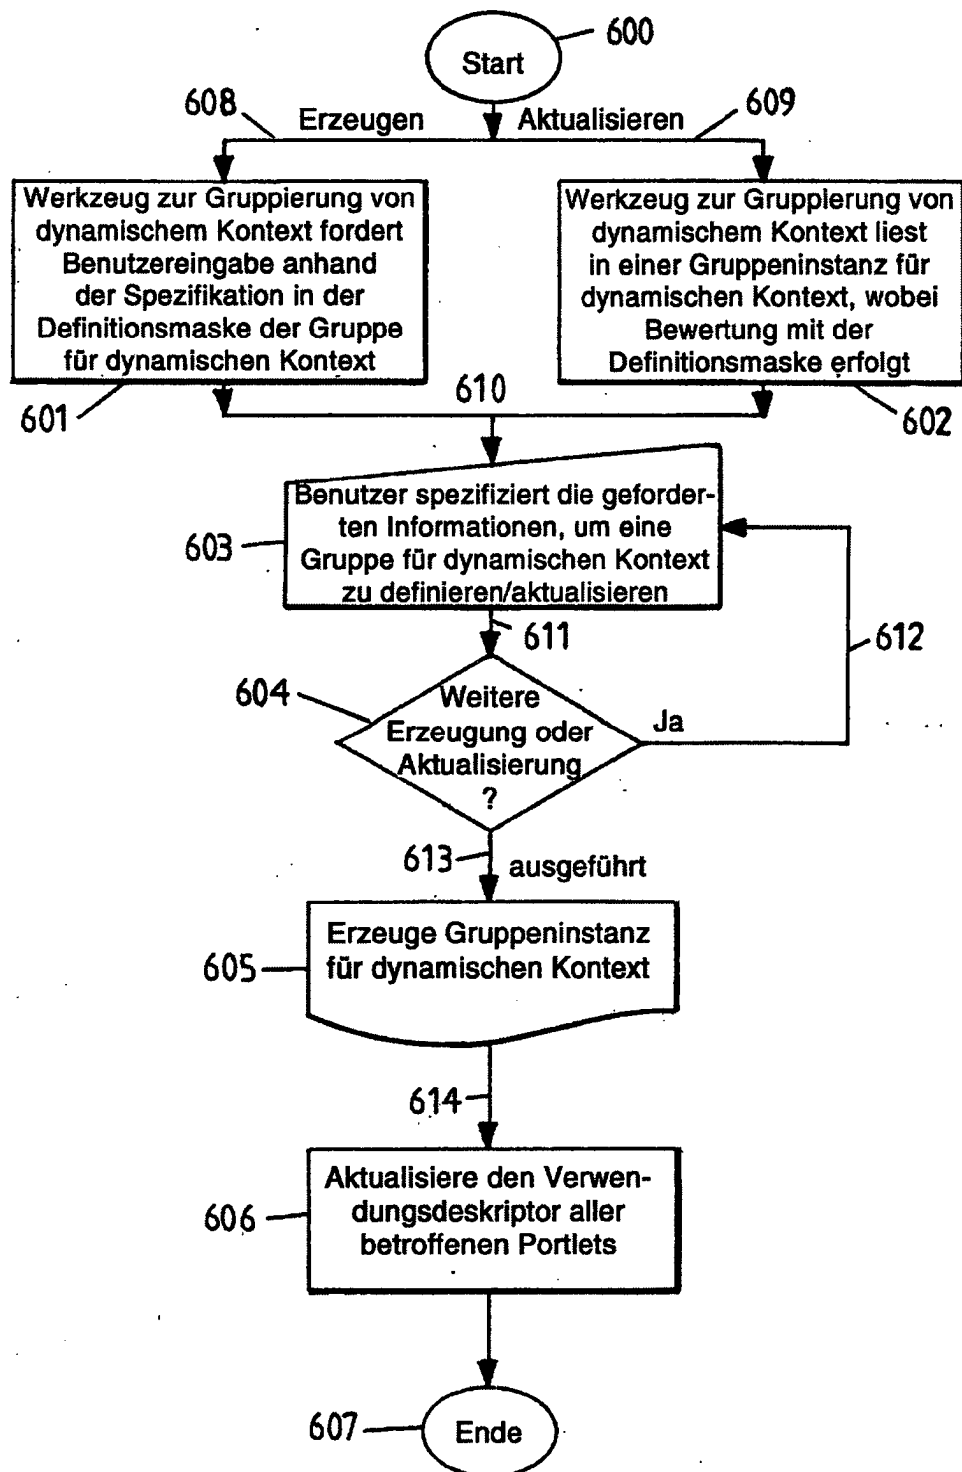 600
Start
608
Erzeugen
Aktualisieren
609
Werkzeug zur Gruppierung von
dynamischem Kontext fordert
Benutzereingabe anhand
der Spezifikation in der
Definitionsmaske der Gruppe
für dynamischen Kontext
Werkzeug zur Gruppierung von
dynamischem Kontext liest
in einer Gruppeninstanz für
dynamischen Kontext, wobei
Bewertung mit der
Definitionsmaske erfolgt
601
610
602
603
Benutzer spezifiziert die geforder-
ten Informationen, um eine
Gruppe für dynamischen Kontext
zu definieren/aktualisieren
611
612
604
Weitere
Erzeugung oder
Aktualisierung
?
Ja
613
ausgeführt
605
Erzeuge Gruppeninstanz
für dynamischen Kontext
614
606
Aktualisiere den Verwen-
dungsdeskriptor aller
betroffenen Portlets
607
Ende